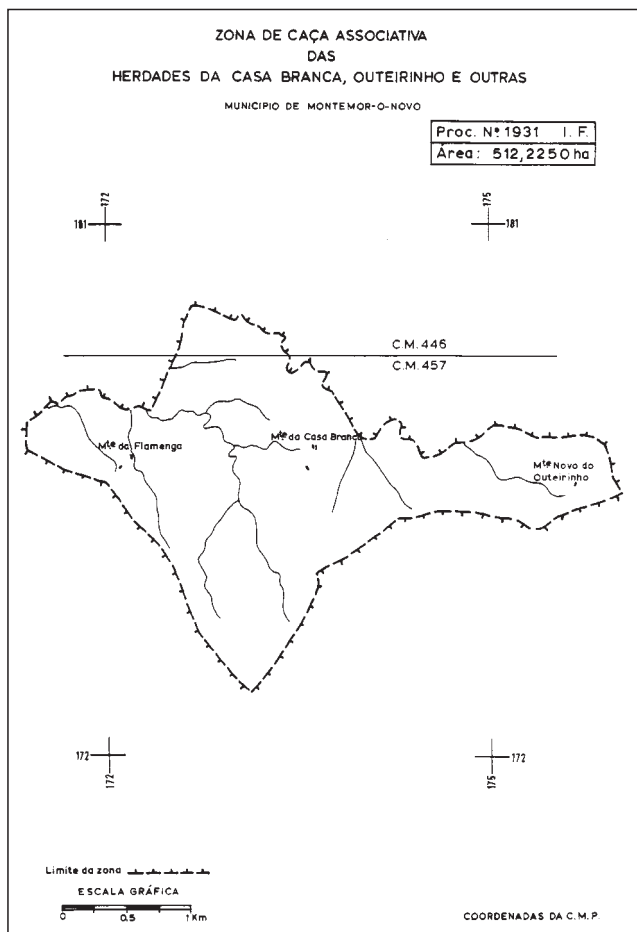 ZONA DE CAÇA ASSOCIATIVA
DAS
HERDADES DA CASA BRANCA, OUTEIRINHO E OUTRAS
MUNICIPIO DE MONTEMOR-O-NOVO
Proc. Nº 1931 I. F.
Área: 512,2250 ha
172
175
181
181
C.M. 446
C.M. 457
Mte da Flamenga
Mte da Casa Branca
Mte Novo do
Outeirinho
172
172
172
175
Limite da zona
ESCALA GRÁFICA
0 0.5 1 Km
COORDENADAS DA C.M.P.